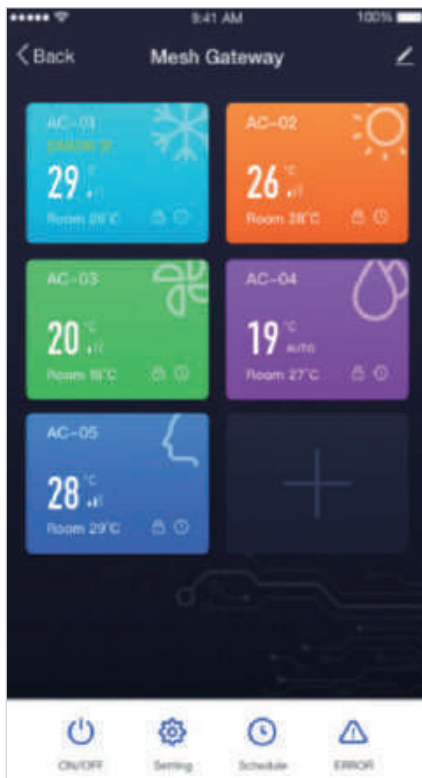 9:41 AM 100%
Back Mesh Gateway
AC-01
29 °C
Room 26°C
AC-02
26 °C
Room 28°C
AC-03
20 °C
Room 18°C
AC-04
19 °C
AUTO
Room 27°C
AC-05
28 °C
Room 29°C
ON/OFF Setting Schedule ERROR